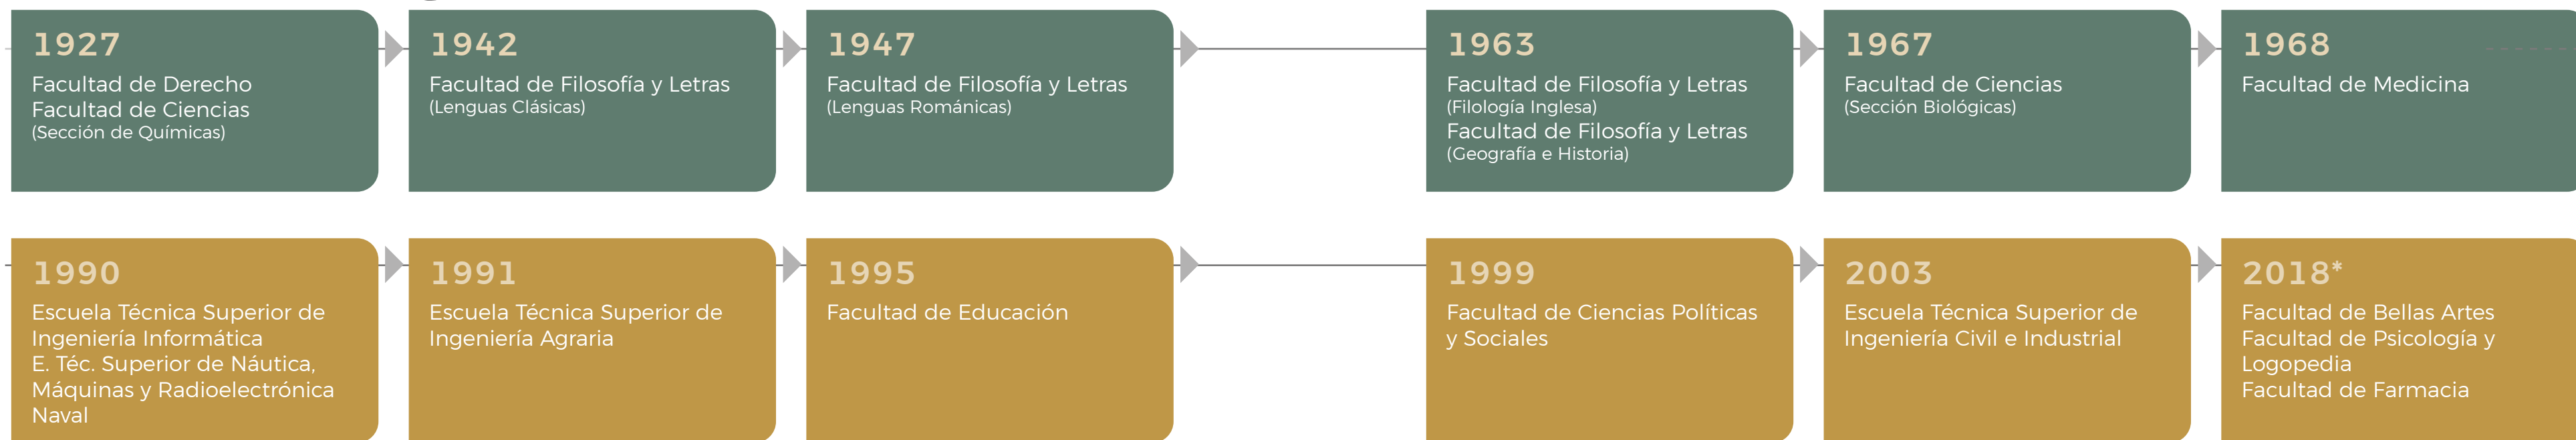 1927
Facultad de Derecho
Facultad de Ciencias
(Sección de Químicas)
1942
Facultad de Filosofía y Letras
(Lenguas Clásicas)
1947
Facultad de Filosofía y Letras
(Lenguas Románicas)
1963
Facultad de Filosofía y Letras
(Filología Inglesa)
Facultad de Filosofía y Letras
(Geografía e Historia)
1967
Facultad de Ciencias
(Sección Biológicas)
1968
Facultad de Medicina
1990
Escuela Técnica Superior de
Ingeniería Informática
E. Téc. Superior de Náutica,
Máquinas y Radioelectrónica
Naval
1991
Escuela Técnica Superior de
Ingeniería Agraria
1995
Facultad de Educación
1999
Facultad de Ciencias Políticas
y Sociales
2003
Escuela Técnica Superior de
Ingeniería Civil e Industrial
2018*
Facultad de Bellas Artes
Facultad de Psicología y
Logopedia
Facultad de Farmacia